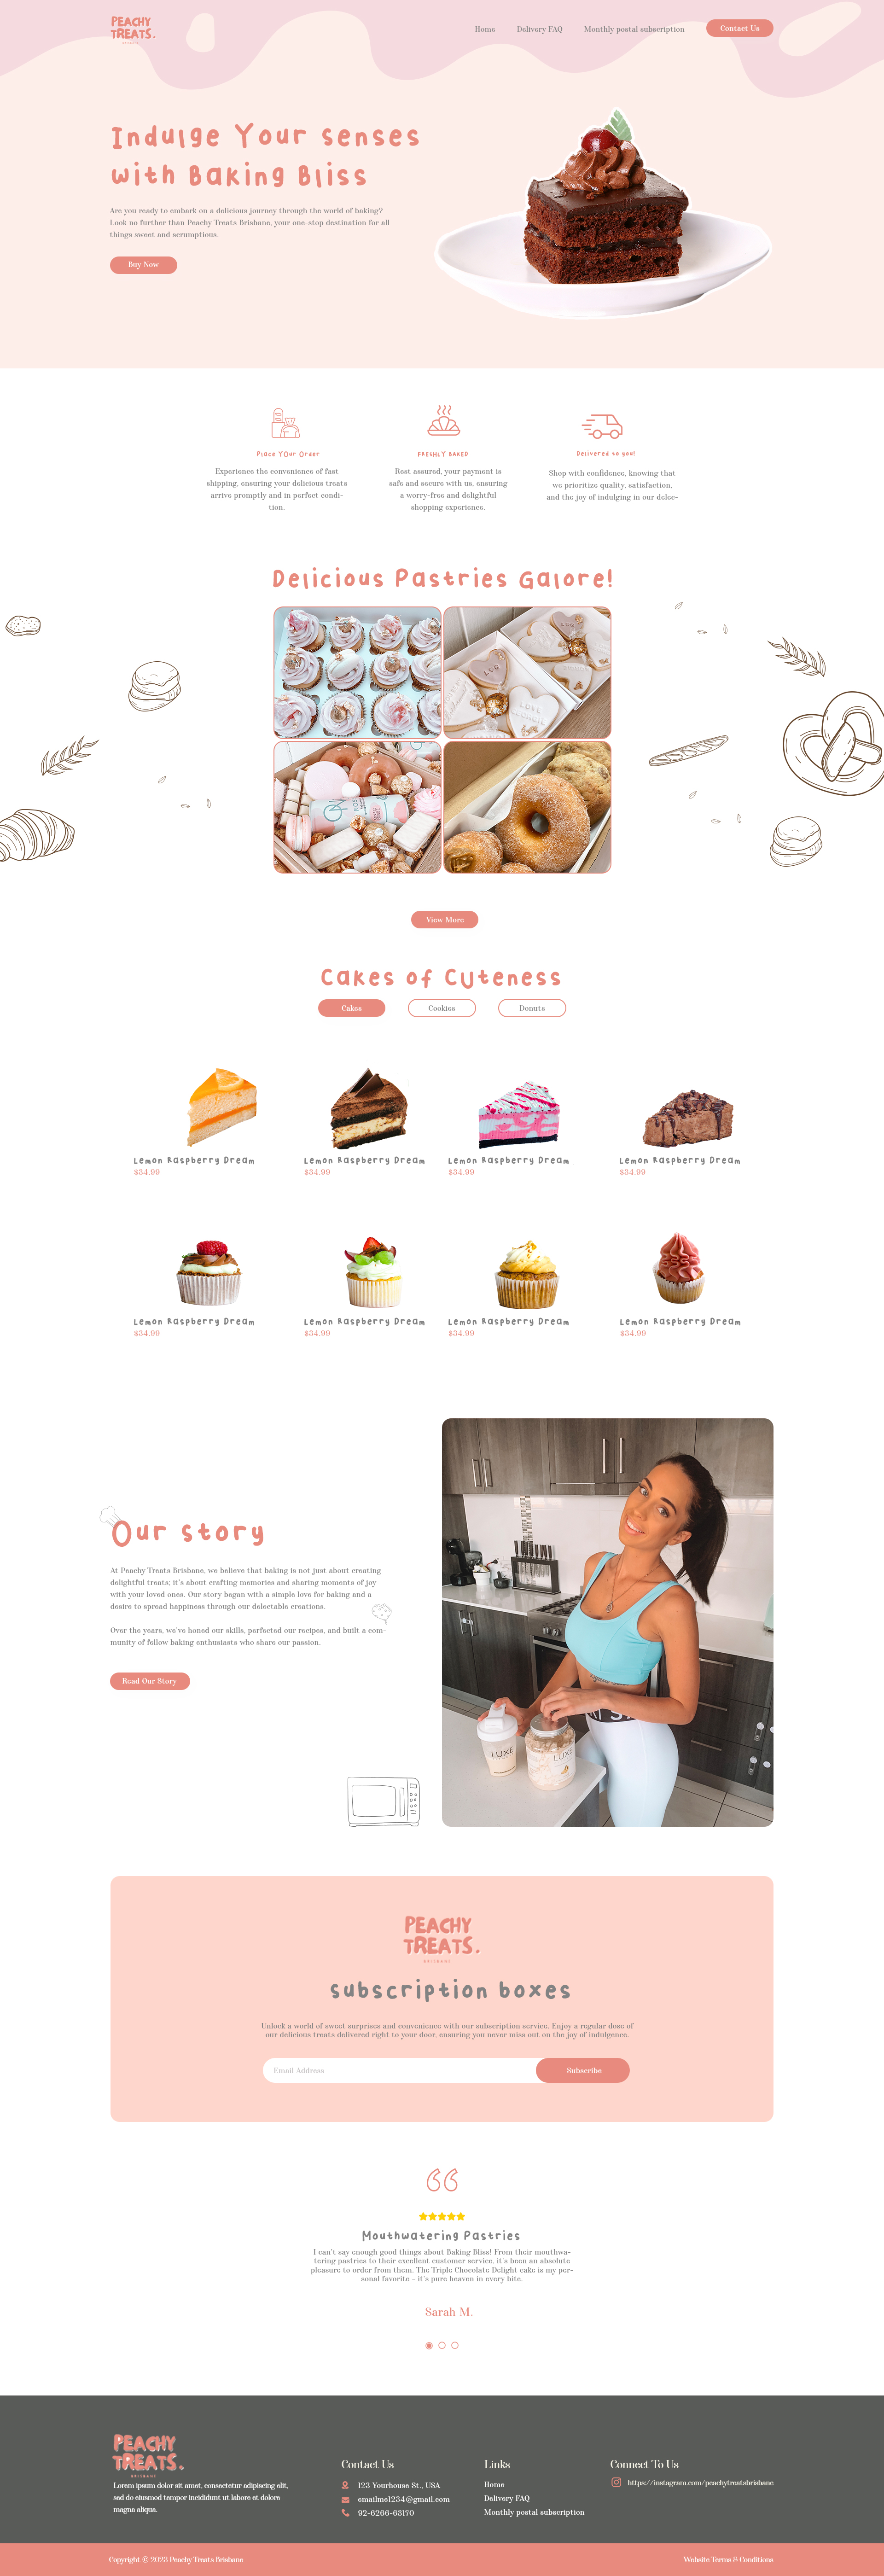 PEACHY
TREATS.
Home
Delivery FAQ
Monthly postal subscription
Contact Us
Indulge Your senses
with Baking Bliss
Are you ready to embark on a delicious journey through the world of baking?
Look no further than Peachy Treats Brisbane, your one-stop destination for all
things sweet and scrumptious.
Buy Now
Place YOur Order
Experience the convenience of fast
shipping, ensuring your delicious treats
arrive promptly and in perfect condi-
tion.
FRESHLY BAKED
Rest assured, your payment is
safe and secure with us, ensuring
a worry-free and delightful
shopping experience.
Delivered to you!
Shop with confidence, knowing that
we prioritize quality, satisfaction,
and the joy of indulging in our delec-
Delicious Pastries Galore!
View More
Cakes of Cuteness
Cakes
Cookies
Donuts
Lemon Raspberry Dream
$34.99
Lemon Raspberry Dream
$34.99
Lemon Raspberry Dream
$34.99
Lemon Raspberry Dream
$34.99
Lemon Raspberry Dream
$34.99
Lemon Raspberry Dream
$34.99
Lemon Raspberry Dream
$34.99
Lemon Raspberry Dream
$34.99
Our story
At Peachy Treats Brisbane, we believe that baking is not just about creating
delightful treats; it's about crafting memories and sharing moments of joy
with your loved ones. Our story began with a simple love for baking and a
desire to spread happiness through our delectable creations.
Over the years, we've honed our skills, perfected our recipes, and built a com-
munity of fellow baking enthusiasts who share our passion.
Read Our Story
LUXE
LUXE
PEACHY
TREATS.
BRISBANE
subscription boxes
Unlock a world of sweet surprises and convenience with our subscription service. Enjoy a regular dose of
our delicious treats delivered right to your door, ensuring you never miss out on the joy of indulgence.
Email Address
Subscribe
Mouthwatering Pastries
I can't say enough good things about Baking Bliss! From their mouthwa-
tering pastries to their excellent customer service, it's been an absolute
pleasure to order from them. The Triple Chocolate Delight cake is my per-
sonal favorite - it's pure heaven in every bite.
Sarah M.
PEACHY
TREATS.
BRISBANE
Lorem ipsum dolor sit amet, consectetur adipiscing elit,
sed do eiusmod tempor incididunt ut labore et dolore
magna aliqua.
Contact Us
123 Yourhouse St., USA
emailme1234@gmail.com
92-6266-63170
Links
Home
Delivery FAQ
Monthly postal subscription
Connect To Us
https://instagram.com/peachytreatsbrisbane
Copyright © 2023 Peachy Treats Brisbane
Website Terms & Conditions